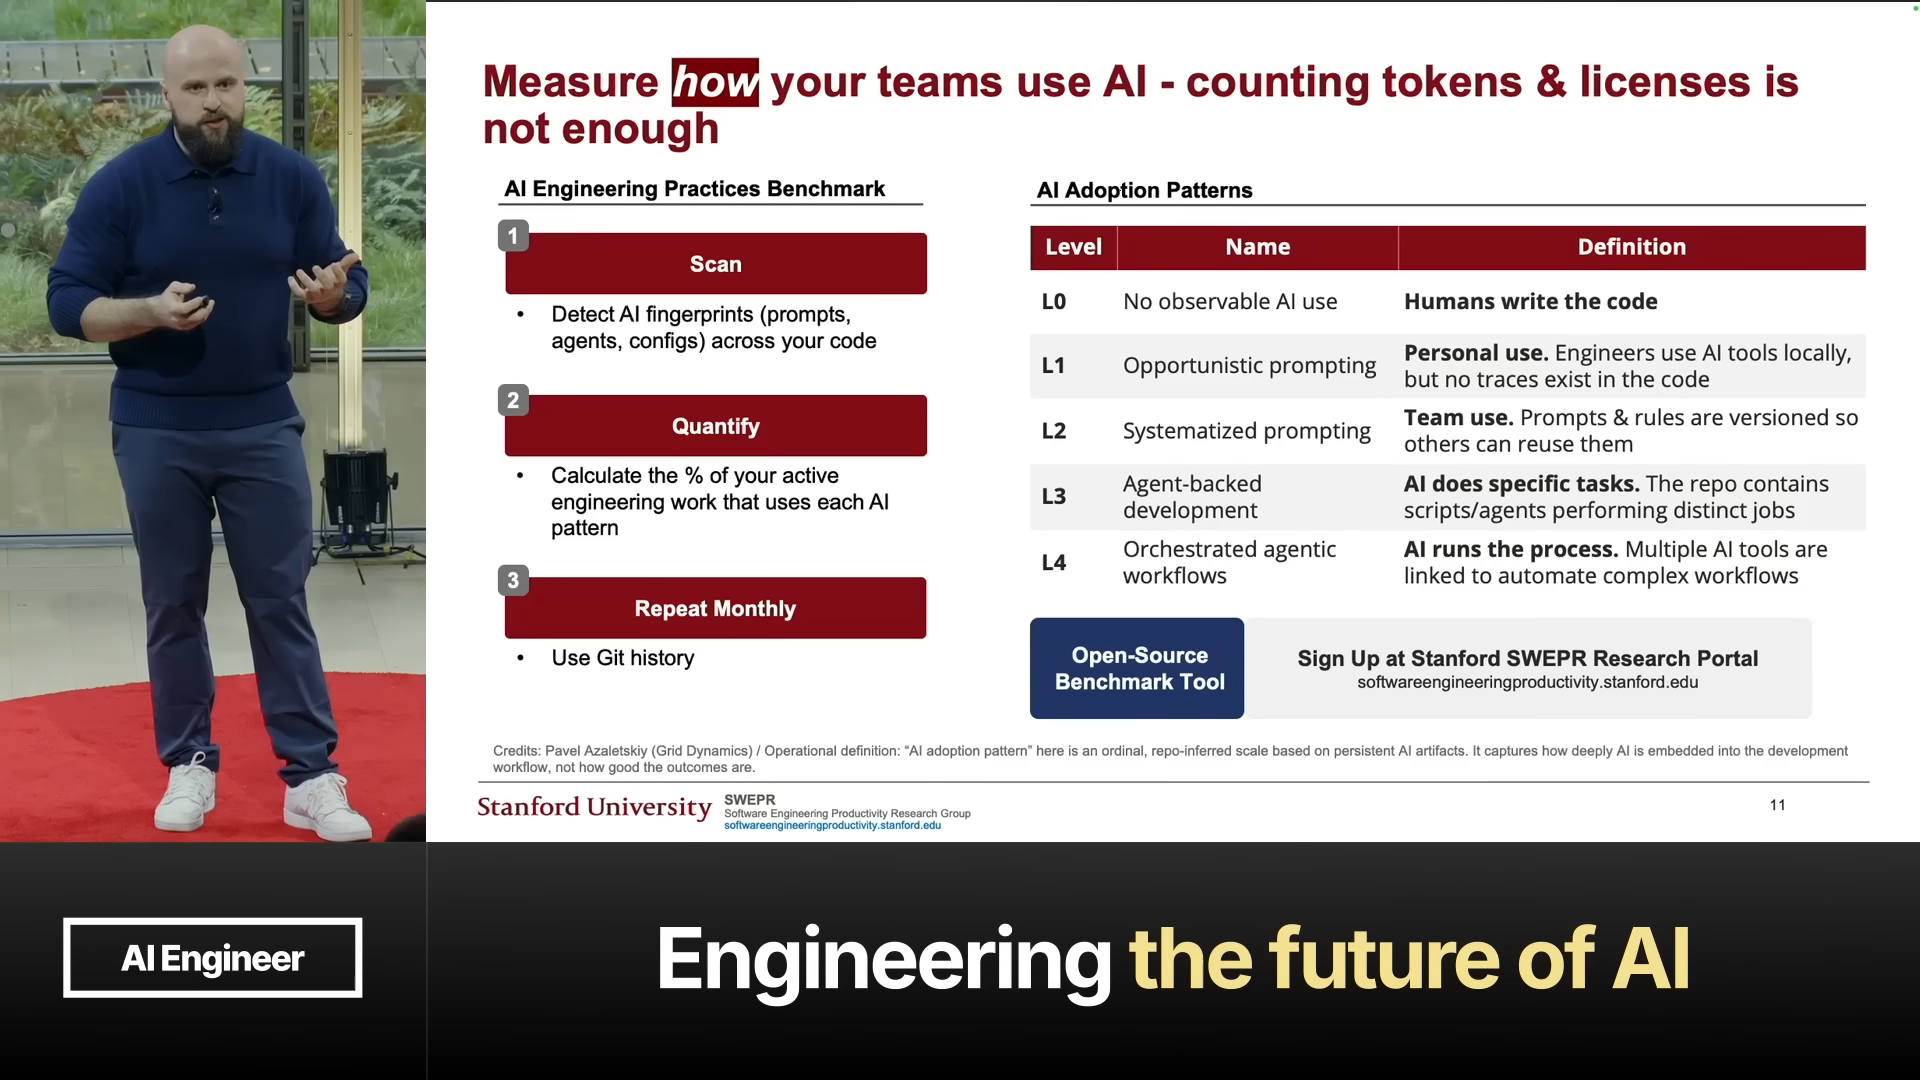 Measure how your teams use AI - counting tokens & licenses is
not enough
AI Engineering Practices Benchmark
1
Scan
• Detect AI fingerprints (prompts,
agents, configs) across your code
2
Quantify
• Calculate the % of your active
engineering work that uses each AI
pattern
3
Repeat Monthly
• Use Git history
AI Adoption Patterns
Level Name Definition
L0 No observable AI use Humans write the code
L1 Opportunistic prompting Personal use. Engineers use AI tools locally,
but no traces exist in the code
L2 Systematized prompting Team use. Prompts & rules are versioned so
others can reuse them
L3 Agent-backed AI does specific tasks. The repo contains
development scripts/agents performing distinct jobs
L4 Orchestrated agentic AI runs the process. Multiple AI tools are
workflows linked to automate complex workflows
Open-Source
Benchmark Tool
Sign Up at Stanford SWEPR Research Portal
softwareengineeringproductivity.stanford.edu
Credits: Pavel Azaletskiy (Grid Dynamics) / Operational definition: “AI adoption pattern” here is an ordinal, repo-inferred scale based on persistent AI artifacts. It captures how deeply AI is embedded into the development
workflow, not how good the outcomes are.
Stanford University
SWEPR
Software Engineering Productivity Research Group
softwareengineeringproductivity.stanford.edu
11
AI Engineer
Engineering the future of AI